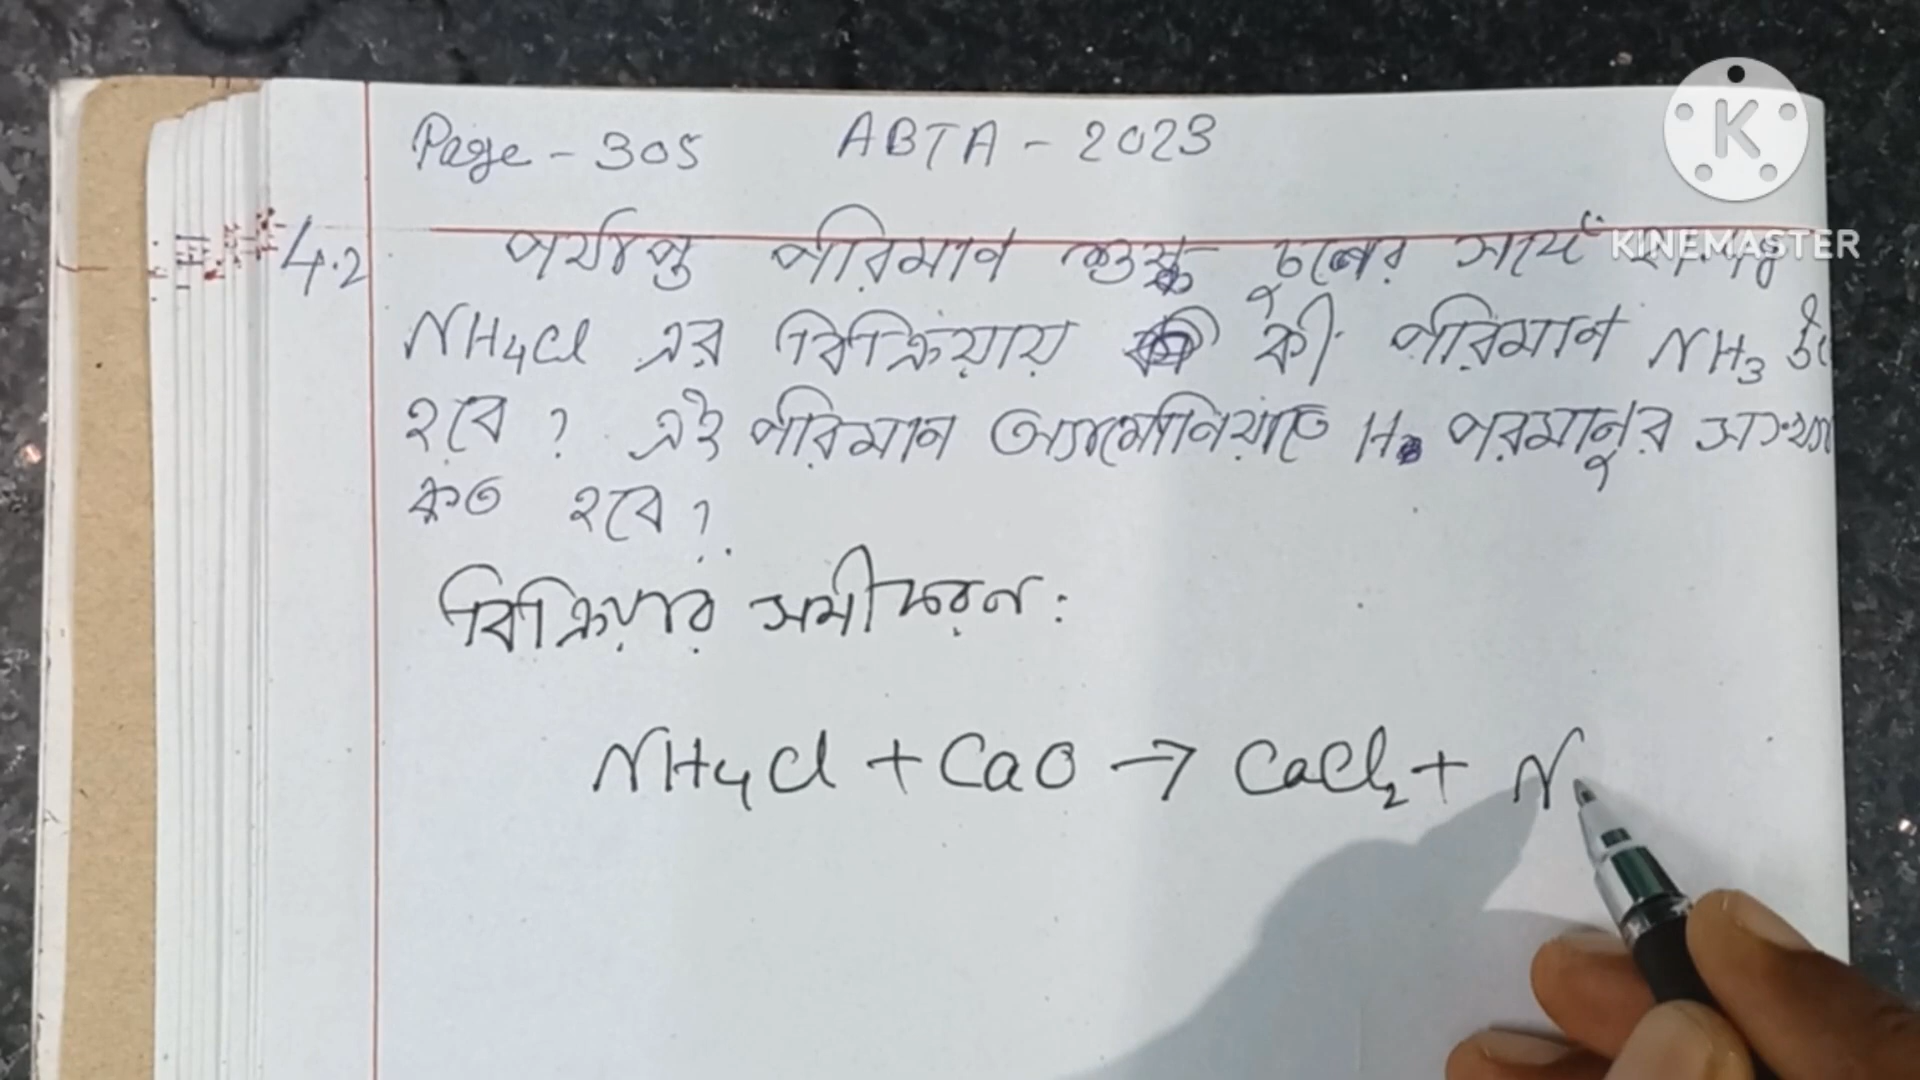 Page - 305 ABTA - 2023
K
KINEMASTER
4.2 পর্যাপ্ত পরিমাণ শুষ্ক চুনের সাথে
NH4Cl এর বিক্রিয়ায় কী পরিমাণ NH3
হবে? এই পরিমান অ্যামোনিয়াতে H পরমানুর সংখ্যা
কত হবে?
বিক্রিয়ার সমীকরন:
NH4Cl + CaO → CaCl2 + N